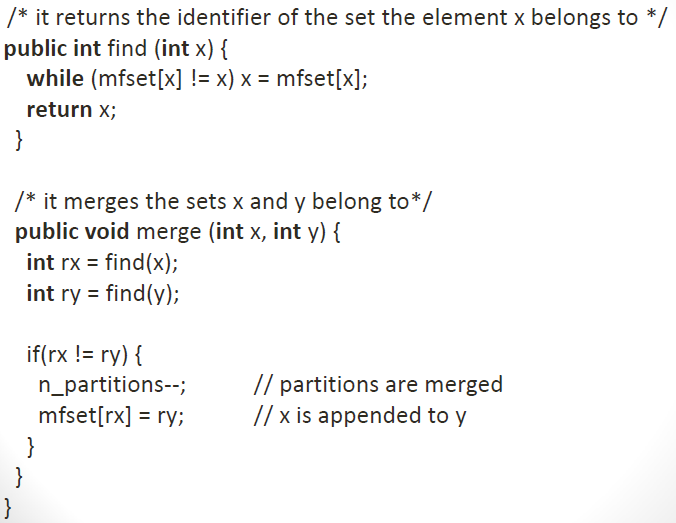 /* it returns the identifier of the set the element x belongs to */
public int find (int x) {
while (mfset[x] != x) x = mfset[x];
return x;
}
/* it merges the sets x and y belong to*/
public void merge (int x, int y) {
int rx = find(x);
int ry = find(y);
if(rx != ry) {
n_partitions--; // partitions are merged
mfset[rx] = ry; // x is appended to y
}
}
}